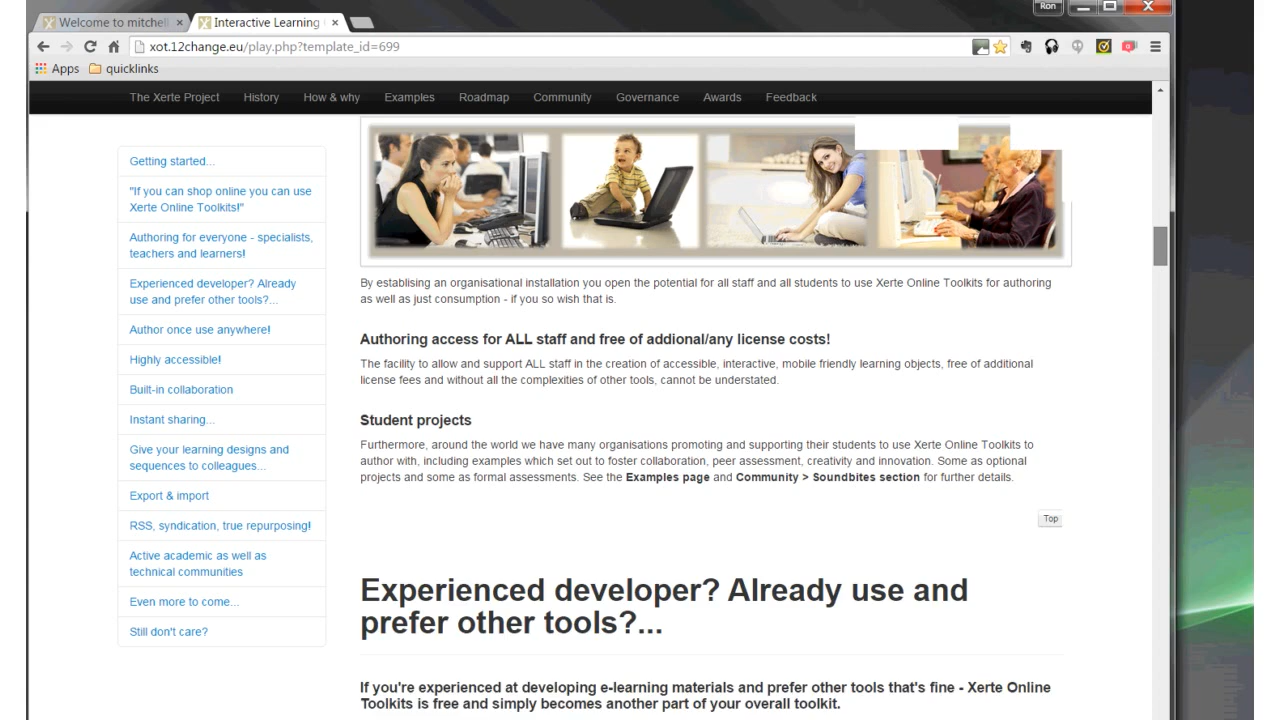 Ron
Welcome to mitchell
Interactive Learning
xot.12change.eu/play.php?template_id=699
Apps quicklinks
The Xerte Project History How & why Examples Roadmap Community Governance Awards Feedback
Getting started...
"If you can shop online you can use
Xerte Online Toolkits!"
Authoring for everyone - specialists,
teachers and learners!
Experienced developer? Already
use and prefer other tools?...
Author once use anywhere!
Highly accessible!
Built-in collaboration
Instant sharing...
Give your learning designs and
sequences to colleagues...
Export & import
RSS, syndication, true repurposing!
Active academic as well as
technical communities
Even more to come...
Still don't care?
By establising an organisational installation you open the potential for all staff and all students to use Xerte Online Toolkits for authoring
as well as just consumption - if you so wish that is.
Authoring access for ALL staff and free of addional/any license costs!
The facility to allow and support ALL staff in the creation of accessible, interactive, mobile friendly learning objects, free of additional
license fees and without all the complexities of other tools, cannot be understated.
Student projects
Furthermore, around the world we have many organisations promoting and supporting their students to use Xerte Online Toolkits to
author with, including examples which set out to foster collaboration, peer assessment, creativity and innovation. Some as optional
projects and some as formal assessments. See the Examples page and Community > Soundbites section for further details.
Top
Experienced developer? Already use and
prefer other tools?...
If you're experienced at developing e-learning materials and prefer other tools that's fine - Xerte Online
Toolkits is free and simply becomes another part of your overall toolkit.